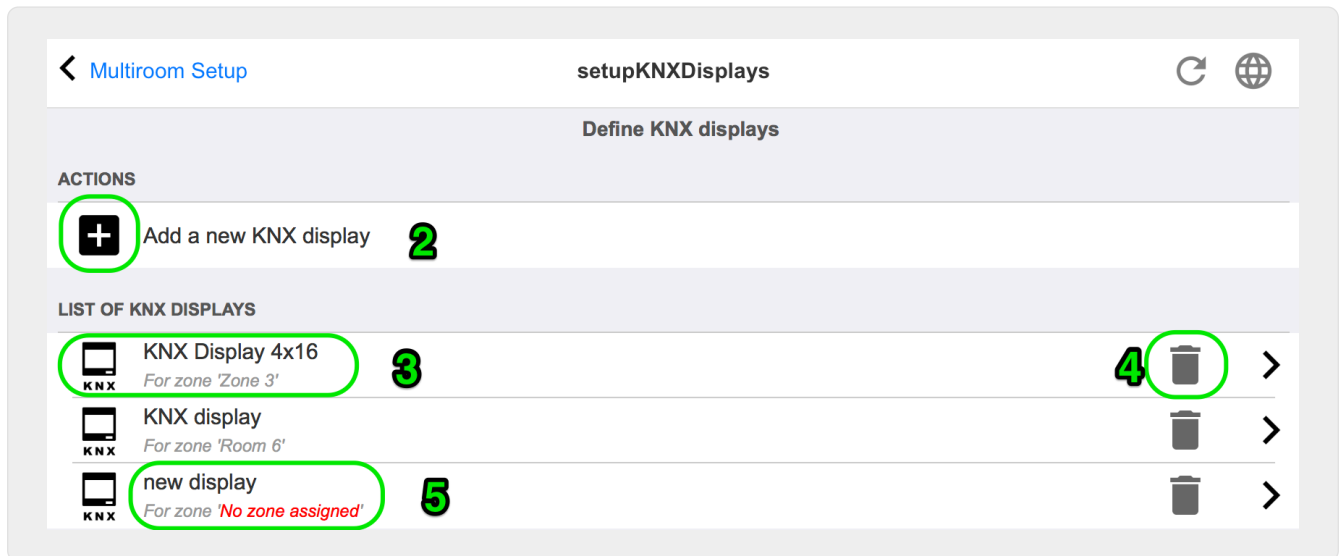 Multiroom Setup
setupKNXDisplays
Define KNX displays
ACTIONS
Add a new KNX display
2
LIST OF KNX DISPLAYS
KNX Display 4x16
For zone 'Zone 3'
KNX
3
4
KNX display
For zone 'Room 6'
KNX
new display
For zone 'No zone assigned'
KNX
5